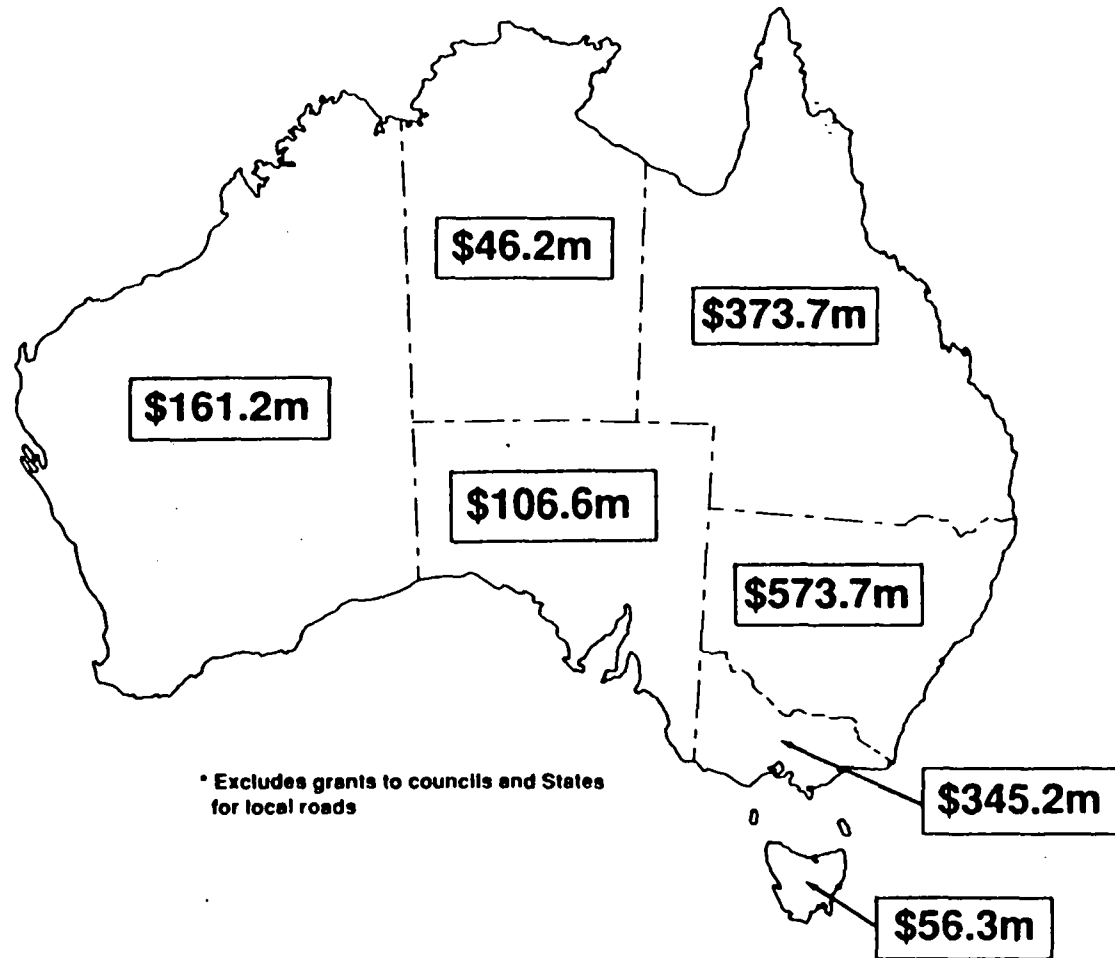 $46.2m
$373.7m
$161.2m
$106.6m
$573.7m
* Excludes grants to councils and States
for local roads
$345.2m
$56.3m